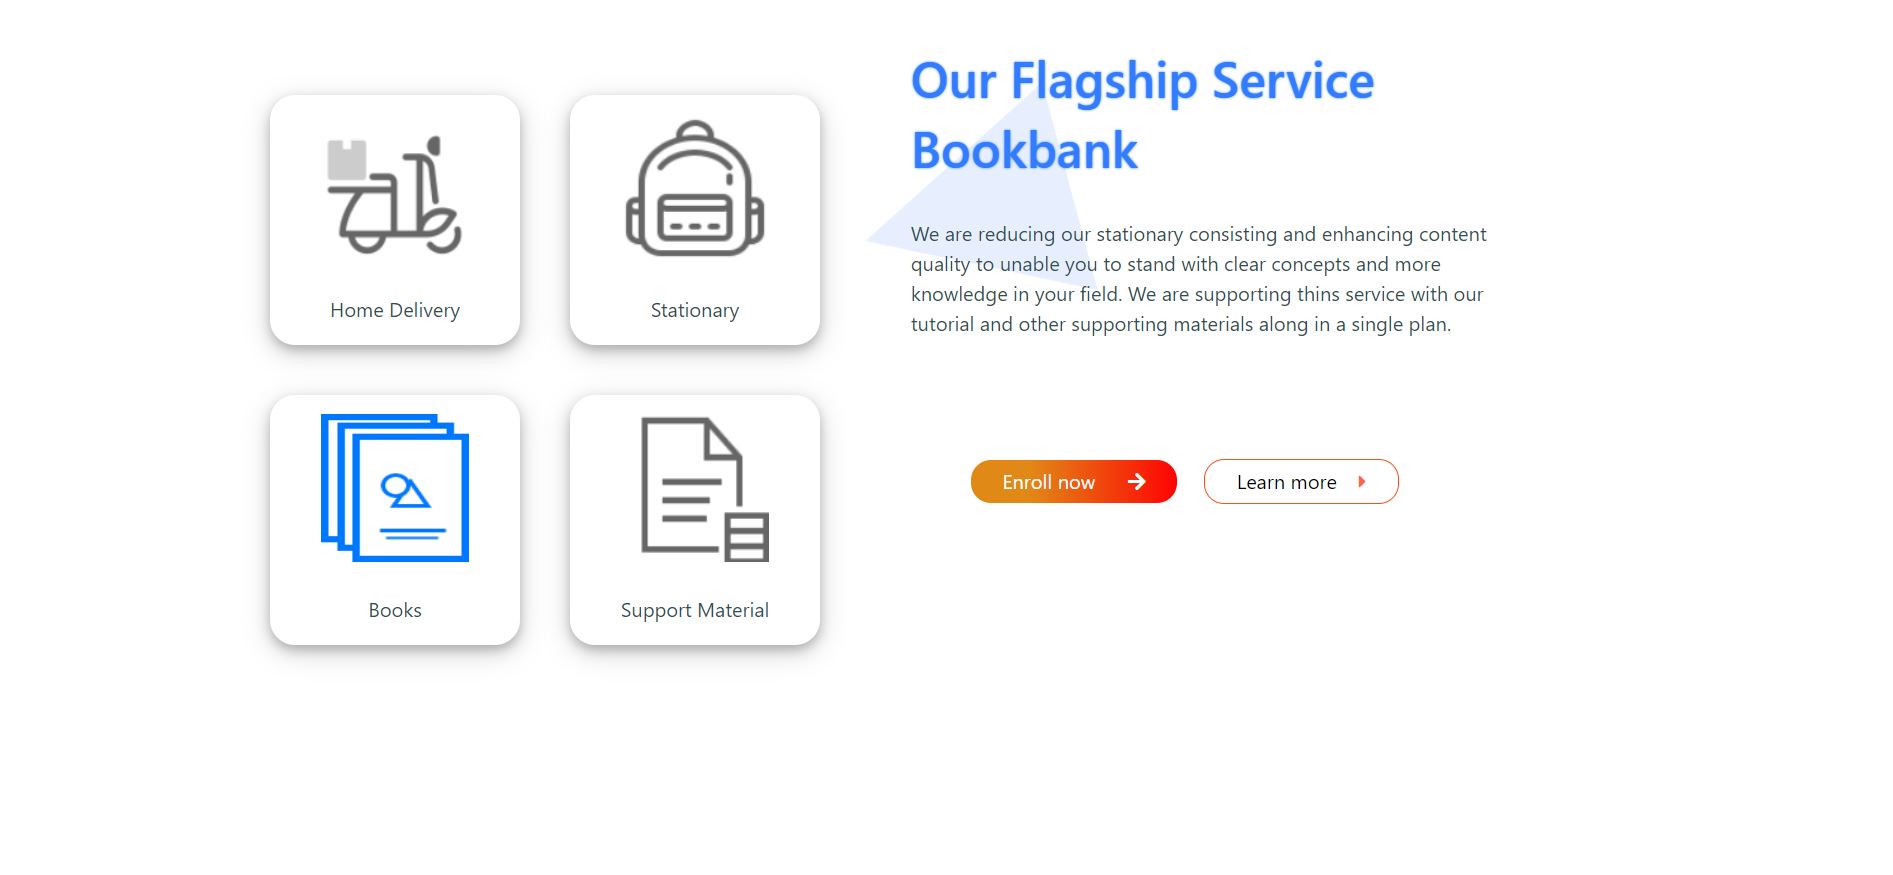 Our Flagship Service
Bookbank
We are reducing our stationary consisting and enhancing content
quality to unable you to stand with clear concepts and more
knowledge in your field. We are supporting thins service with our
tutorial and other supporting materials along in a single plan.
Enroll now
Learn more
Home Delivery
Stationary
Books
Support Material